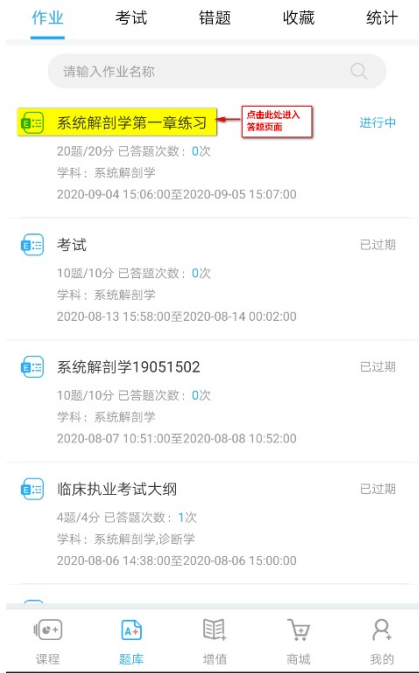 作业 考试 错题 收藏 统计
请输入作业名称
系统解剖学第一章练习 点击此处进入 进行中
答题页面
20题/20分 已答题次数：0次
学科：系统解剖学
2020-09-04 15:06:00至2020-09-05 15:07:00
考试 已过期
10题/10分 已答题次数：0次
学科：系统解剖学
2020-08-13 15:58:00至2020-08-14 00:02:00
系统解剖学19051502 已过期
10题/10分 已答题次数：0次
学科：系统解剖学
2020-08-07 10:51:00至2020-08-08 10:52:00
临床执业考试大纲 已过期
4题/4分 已答题次数：1次
学科：系统解剖学,诊断学
2020-08-06 14:38:00至2020-08-06 15:00:00
课程 题库 增值 商城 我的